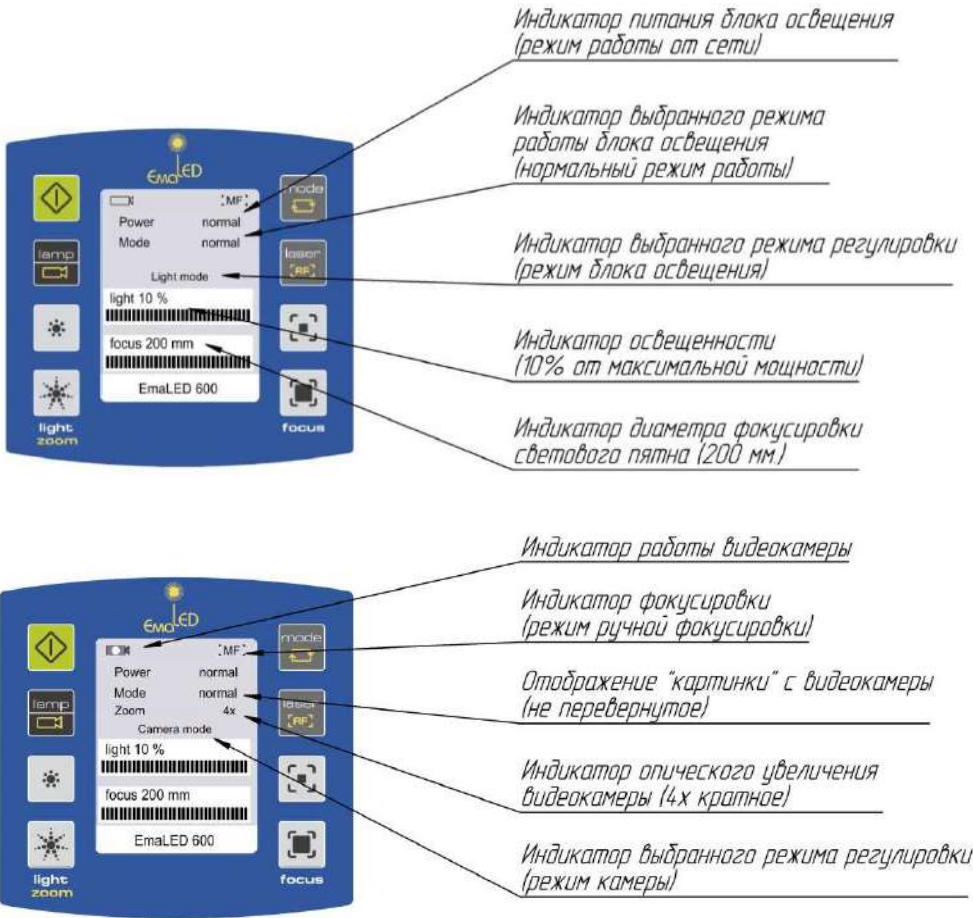 Индикатор питания блока освещения
(режим работы от сети)
Индикатор выбранного режима
работы блока освещения
(нормальный режим работы)
Индикатор выбранного режима регулировки
(режим блока освещения)
Индикатор освещенности
(10% от максимальной мощности)
Индикатор диаметра фокусировки
светового пятна (200 мм)
EmaLED
[MF]
mode
Power normal
Mode normal
lamp
laser
[RF]
Light mode
light 10 %
focus 200 mm
EmaLED 600
light
zoom
focus
Индикатор работы видеокамеры
Индикатор фокусировки
(режим ручной фокусировки)
Отображение "картинки" с видеокамеры
(не перевернутое)
Индикатор опического увеличения
видеокамеры (4х кратное)
Индикатор выбранного режима регулировки
(режим камеры)
EmaLED
[MF]
mode
Power normal
Mode normal
Zoom 4x
lamp
laser
[RF]
Camera mode
light 10 %
focus 200 mm
EmaLED 600
light
zoom
focus